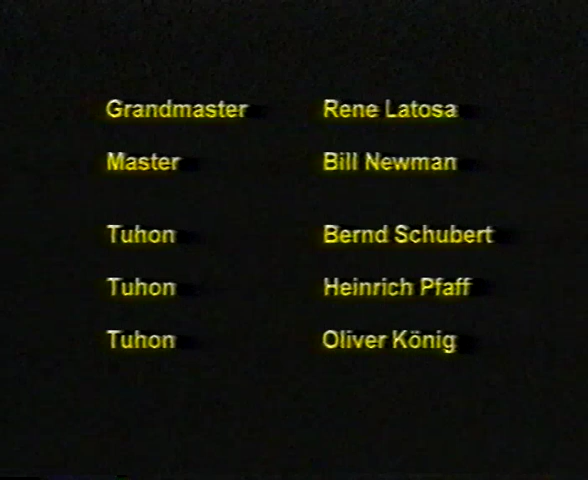 Grandmaster Rene Latosa
Master Bill Newman
Tuhon Bernd Schubert
Tuhon Heinrich Pfaff
Tuhon Oliver König